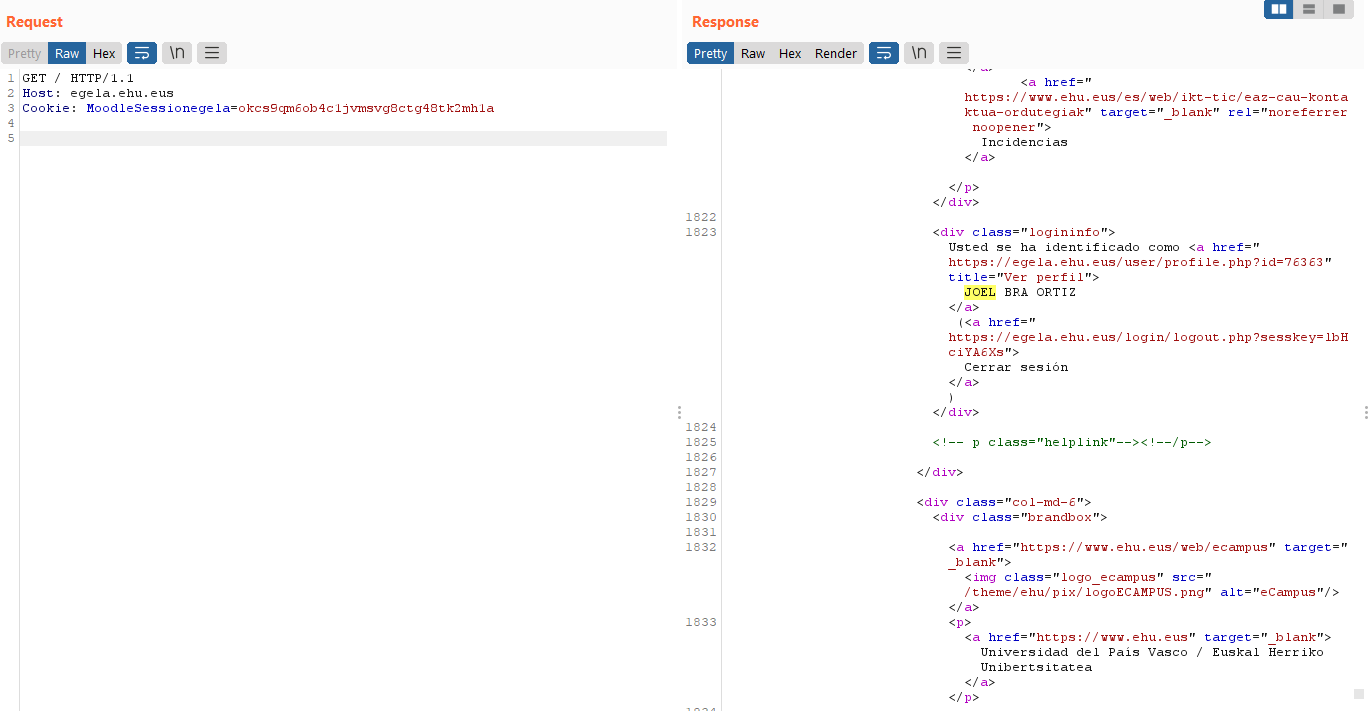 Request
Pretty Raw Hex \n
1 GET / HTTP/1.1
2 Host: egela.ehu.eus
3 Cookie: MoodleSessionegela=okcs9qm6ob4c1jvmsvg8ctg48tk2mh1a
4
5
Response
Pretty Raw Hex Render \n
</a>
<a href="
https://www.ehu.eus/es/web/ikt-tic/eaz-cau-konta
ktua-ordutegiak" target="_blank" rel="noreferrer
noopener">
Incidencias
</a>
</p>
</div>
1822
1823 <div class="logininfo">
Usted se ha identificado como <a href="
https://egela.ehu.eus/user/profile.php?id=76363"
title="Ver perfil">
JOEL BRA ORTIZ
</a>
(<a href="
https://egela.ehu.eus/login/logout.php?sesskey=lbH
ciYA6Xs">
Cerrar sesión
</a>
)
</div>
1824
1825 <!-- p class="helplink"--><!--/p-->
1826
1827 </div>
1828
1829 <div class="col-md-6">
1830 <div class="brandbox">
1831
1832 <a href="https://www.ehu.eus/web/ecampus" target="
_blank">
<img class="logo_ecampus" src="
/theme/ehu/pix/logoECAMPUS.png" alt="eCampus"/>
</a>
1833 <p>
<a href="https://www.ehu.eus" target="_blank">
Universidad del País Vasco / Euskal Herriko
Unibertsitatea
</a>
</p>
1834